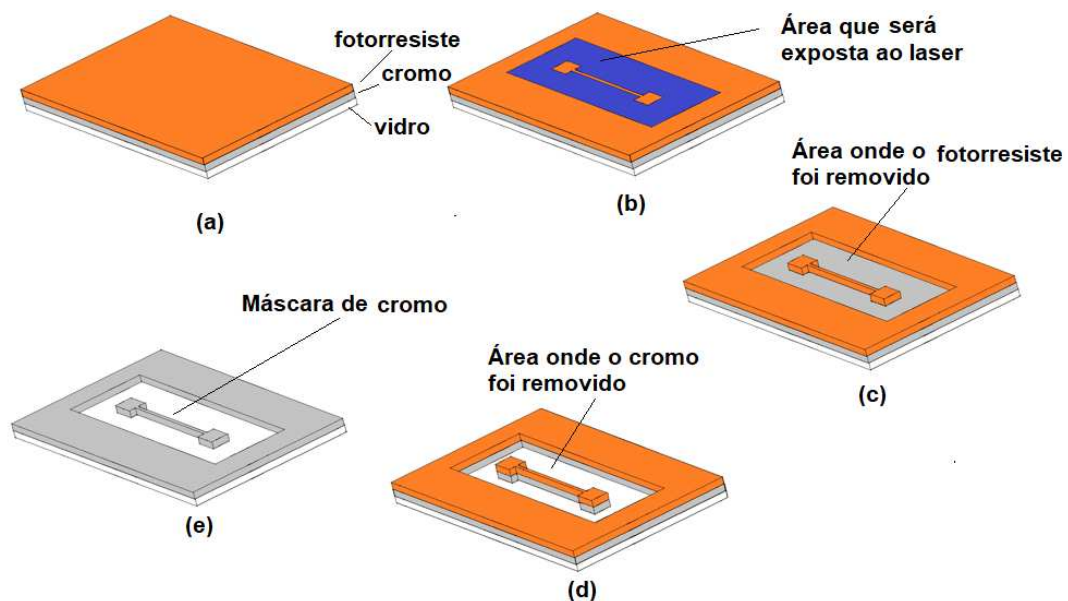 fotorresiste
cromo
vidro
(a)
Área que será
exposta ao laser
(b)
Área onde o fotorresiste
foi removido
(c)
Máscara de cromo
(e)
Área onde o cromo
foi removido
(d)